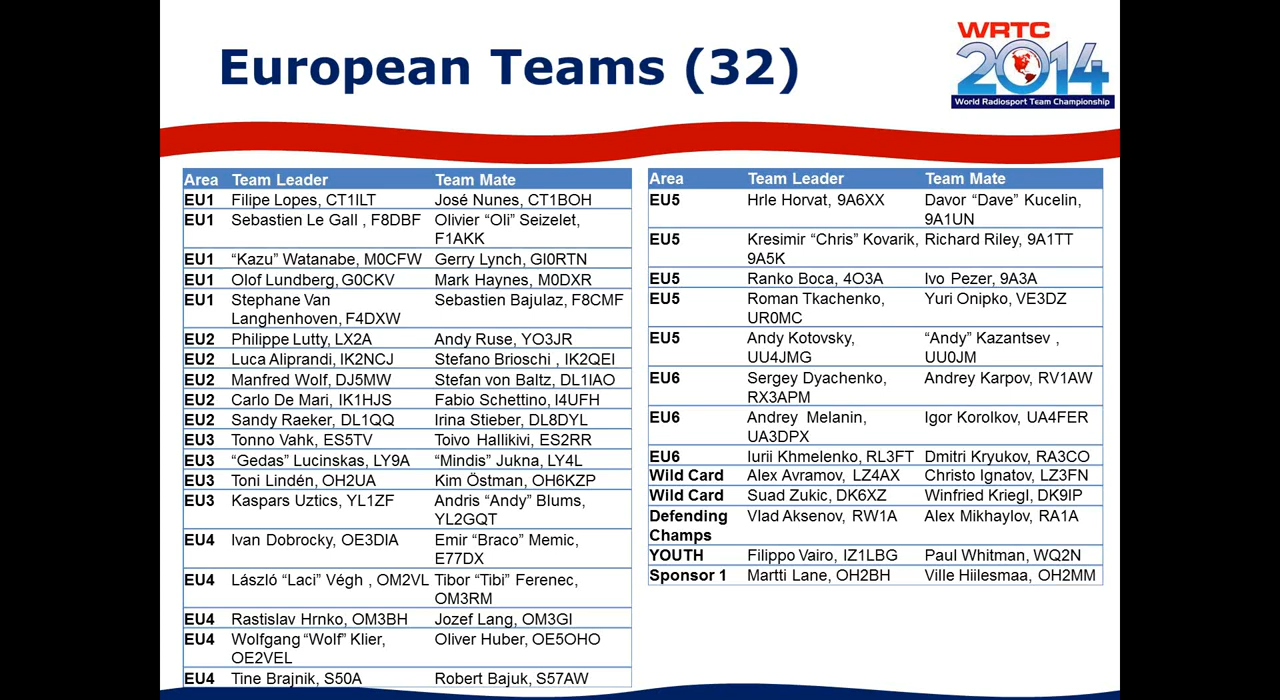 European Teams (32)
WRTC
2014
World Radiosport Team Championship
Area Team Leader Team Mate
EU1 Filipe Lopes, CT1ILT José Nunes, CT1BOH
EU1 Sebastien Le Gall , F8DBF Olivier “Oli” Seizelet,
F1AKK
EU1 “Kazu” Watanabe, M0CFW Gerry Lynch, GI0RTN
EU1 Olof Lundberg, G0CKV Mark Haynes, M0DXR
EU1 Stephane Van Sebastien Bajulaz, F8CMF
Langhenhoven, F4DXW
EU2 Philippe Lutty, LX2A Andy Ruse, YO3JR
EU2 Luca Aliprandi, IK2NCJ Stefano Brioschi , IK2QEI
EU2 Manfred Wolf, DJ5MW Stefan von Baltz, DL1IAO
EU2 Carlo De Mari, IK1HJS Fabio Schettino, I4UFH
EU2 Sandy Raeker, DL1QQ Irina Stieber, DL8DYL
EU3 Tonno Vahk, ES5TV Toivo Hallikivi, ES2RR
EU3 “Gedas” Lucinskas, LY9A “Mindis” Jukna, LY4L
EU3 Toni Lindén, OH2UA Kim Östman, OH6KZP
EU3 Kaspars Uztics, YL1ZF Andris “Andy” Blums,
YL2GQT
EU4 Ivan Dobrocky, OE3DIA Emir “Braco” Memic,
E77DX
EU4 László “Laci” Végh , OM2VL Tibor “Tibi” Ferenec,
OM3RM
EU4 Rastislav Hrnko, OM3BH Jozef Lang, OM3GI
EU4 Wolfgang “Wolf” Klier, Oliver Huber, OE5OHO
OE2VEL
EU4 Tine Brajnik, S50A Robert Bajuk, S57AW
Area Team Leader Team Mate
EU5 Hrle Horvat, 9A6XX Davor “Dave” Kucelin,
9A1UN
EU5 Kresimir “Chris” Kovarik, Richard Riley, 9A1TT
9A5K
EU5 Ranko Boca, 4O3A Ivo Pezer, 9A3A
EU5 Roman Tkachenko, Yuri Onipko, VE3DZ
UR0MC
EU5 Andy Kotovsky, “Andy” Kazantsev ,
UU4JMG UU0JM
EU6 Sergey Dyachenko, Andrey Karpov, RV1AW
RX3APM
EU6 Andrey Melanin, Igor Korolkov, UA4FER
UA3DPX
EU6 Iurii Khmelenko, RL3FT Dmitri Kryukov, RA3CO
Wild Card Alex Avramov, LZ4AX Christo Ignatov, LZ3FN
Wild Card Suad Zukic, DK6XZ Winfried Kriegl, DK9IP
Defending Vlad Aksenov, RW1A Alex Mikhaylov, RA1A
Champs
YOUTH Filippo Vairo, IZ1LBG Paul Whitman, WQ2N
Sponsor 1 Martti Lane, OH2BH Ville Hiilesmaa, OH2MM